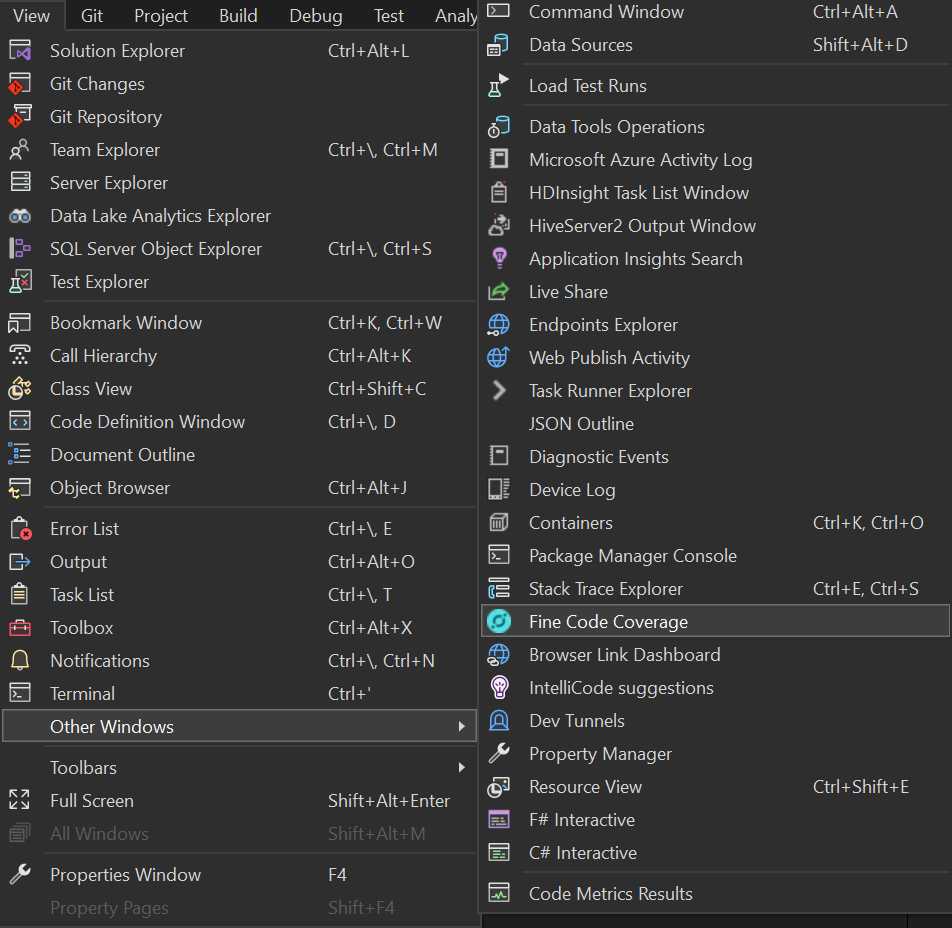 View Git Project Build Debug Test Analy
Solution Explorer Ctrl+Alt+L
Git Changes
Git Repository
Team Explorer Ctrl+\, Ctrl+M
Server Explorer
Data Lake Analytics Explorer
SQL Server Object Explorer Ctrl+\, Ctrl+S
Test Explorer
Bookmark Window Ctrl+K, Ctrl+W
Call Hierarchy Ctrl+Alt+K
Class View Ctrl+Shift+C
Code Definition Window Ctrl+\, D
Document Outline
Object Browser Ctrl+Alt+J
Error List Ctrl+\, E
Output Ctrl+Alt+O
Task List Ctrl+\, T
Toolbox Ctrl+Alt+X
Notifications Ctrl+\, Ctrl+N
Terminal Ctrl+'
Other Windows
Toolbars
Full Screen Shift+Alt+Enter
All Windows Shift+Alt+M
Properties Window F4
Property Pages Shift+F4
Command Window Ctrl+Alt+A
Data Sources Shift+Alt+D
Load Test Runs
Data Tools Operations
Microsoft Azure Activity Log
HDInsight Task List Window
HiveServer2 Output Window
Application Insights Search
Live Share
Endpoints Explorer
Web Publish Activity
Task Runner Explorer
JSON Outline
Diagnostic Events
Device Log
Containers Ctrl+K, Ctrl+O
Package Manager Console
Stack Trace Explorer Ctrl+E, Ctrl+S
Fine Code Coverage
Browser Link Dashboard
IntelliCode suggestions
Dev Tunnels
Property Manager
Resource View Ctrl+Shift+E
F# Interactive
C# Interactive
Code Metrics Results